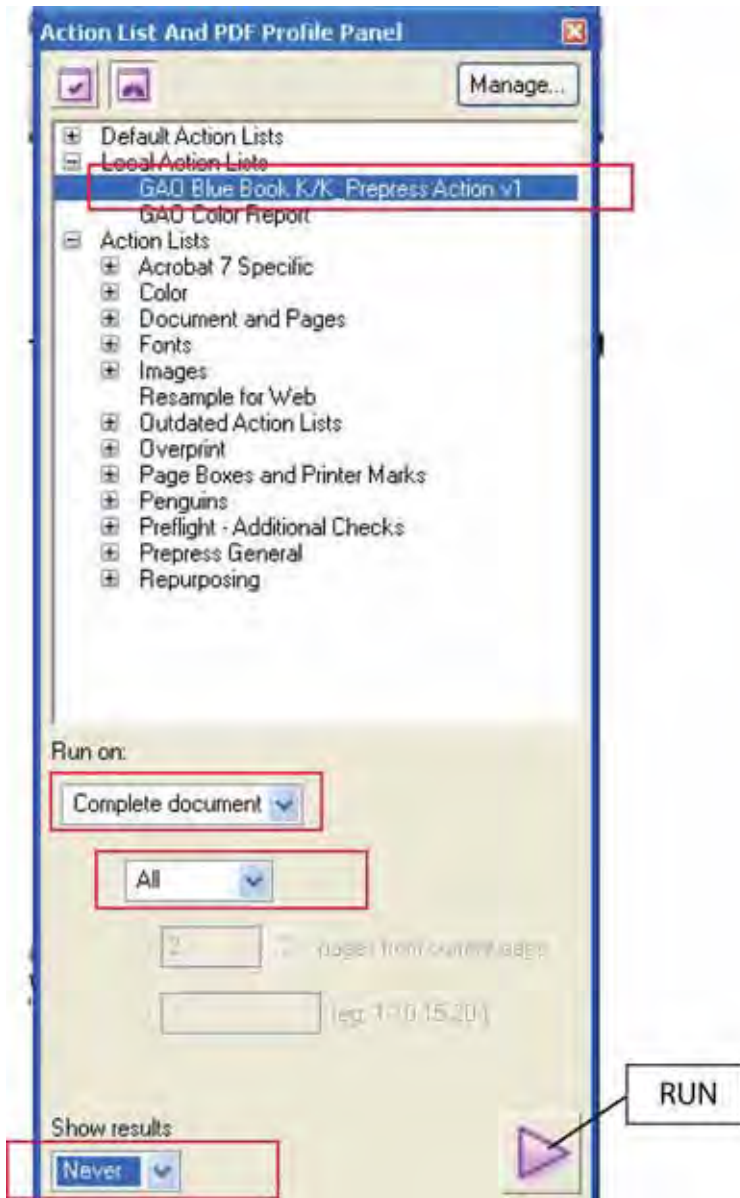 Action List And PDF Profile Panel
Manage...
Default Action Lists
Local Action Lists
GAO Blue Book K/K_Prepress Action v1
GAO Color Report
Action Lists
Acrobat 7 Specific
Color
Document and Pages
Fonts
Images
Resample for Web
Outdated Action Lists
Overprint
Page Boxes and Printer Marks
Penguins
Preflight - Additional Checks
Prepress General
Repurposing
Run on:
Complete document
All
2 pages from current page
(eg: 1-10,15,20-)
RUN
Show results
Never